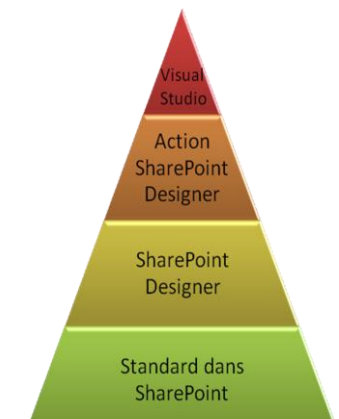 Visual
Studio
Action
SharePoint
Designer
SharePoint
Designer
Standard dans
SharePoint